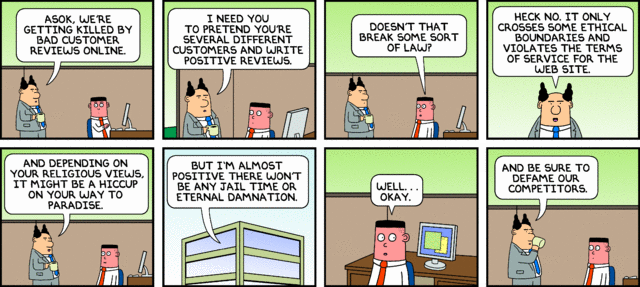 ASOK, WE'RE
GETTING KILLED BY
BAD CUSTOMER
REVIEWS ONLINE.
I NEED YOU
TO PRETEND YOU'RE
SEVERAL DIFFERENT
CUSTOMERS AND WRITE
POSITIVE REVIEWS.
DOESN'T THAT
BREAK SOME SORT
OF LAW?
HECK NO. IT ONLY
CROSSES SOME ETHICAL
BOUNDARIES AND
VIOLATES THE TERMS
OF SERVICE FOR THE
WEB SITE.
AND DEPENDING ON
YOUR RELIGIOUS VIEWS,
IT MIGHT BE A HICCUP
ON YOUR WAY TO
PARADISE.
BUT I'M ALMOST
POSITIVE THERE WON'T
BE ANY JAIL TIME OR
ETERNAL DAMNATION.
WELL...
OKAY.
AND BE SURE TO
DEFAME OUR
COMPETITORS.